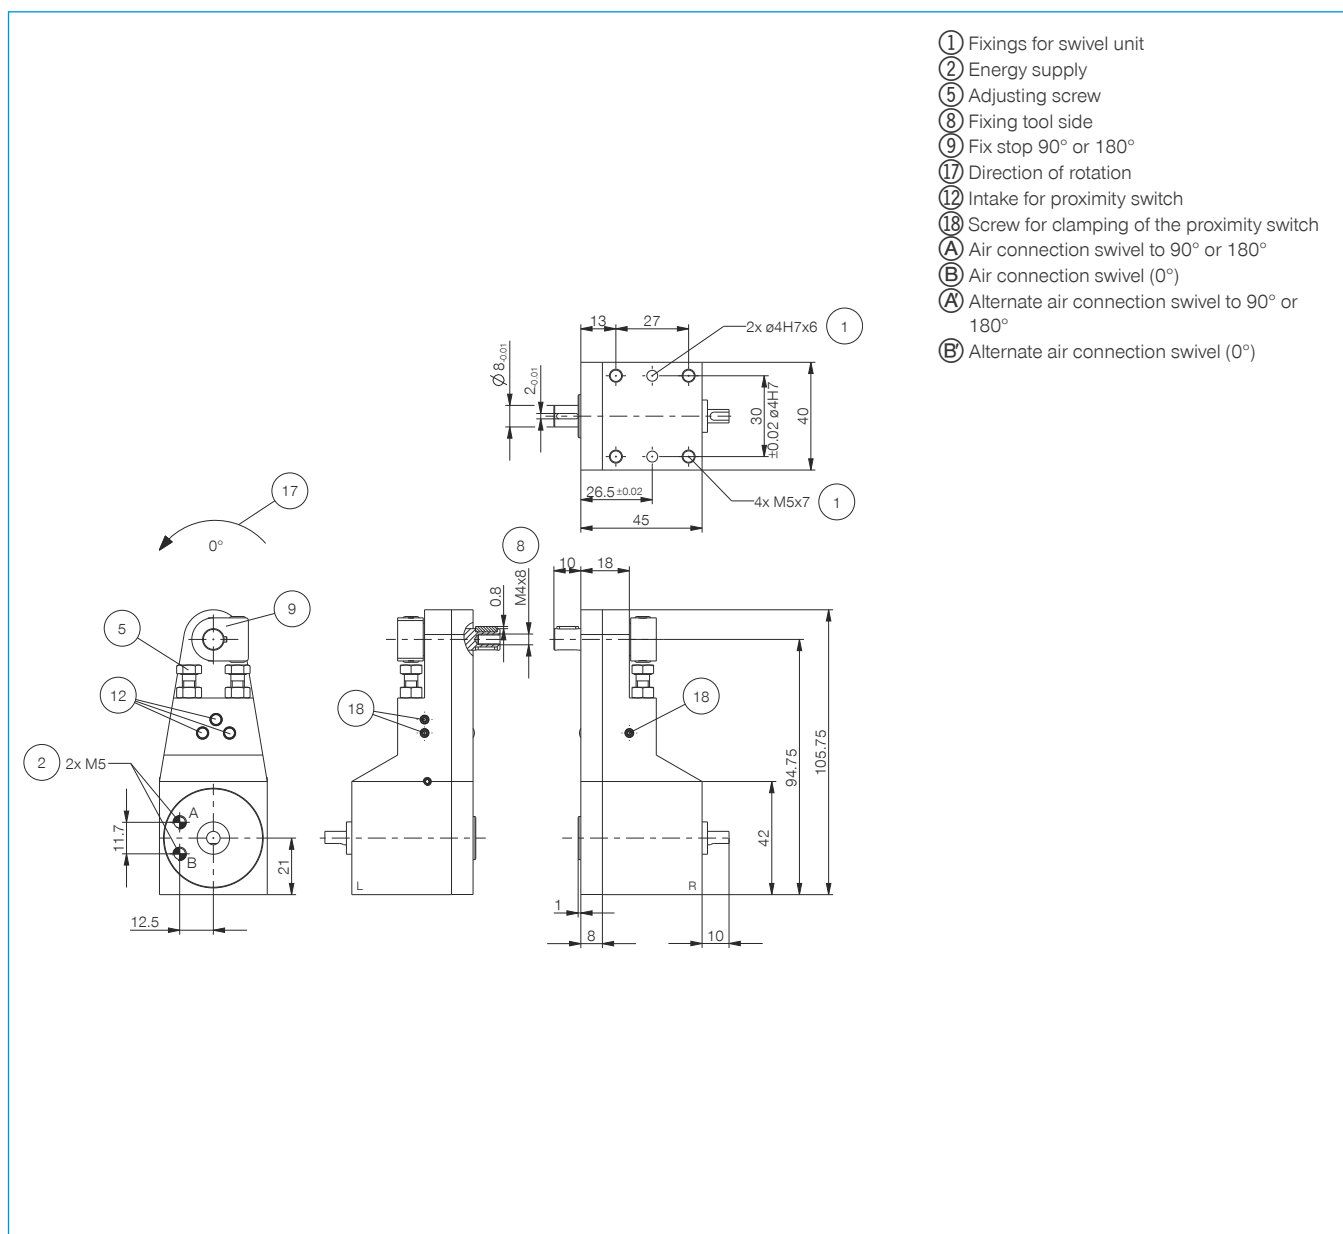 ① Fixings for swivel unit
② Energy supply
⑤ Adjusting screw
⑧ Fixing tool side
⑨ Fix stop 90° or 180°
⑰ Direction of rotation
⑫ Intake for proximity switch
⑱ Screw for clamping of the proximity switch
Ⓐ Air connection swivel to 90° or 180°
Ⓑ Air connection swivel (0°)
A' Alternate air connection swivel to 90° or
180°
B' Alternate air connection swivel (0°)
13
27
2x ø4H7x6
1
Ø 8-0.01
2-0.01
30
±0.02 ø4H7
40
26.5 ±0.02
4x M5x7
1
45
17
0°
8
10
18
0.8
M4x8
9
5
12
18
18
2
2x M5
A
B
11.7
21
12.5
L
R
94.75
105.75
42
1
8
10